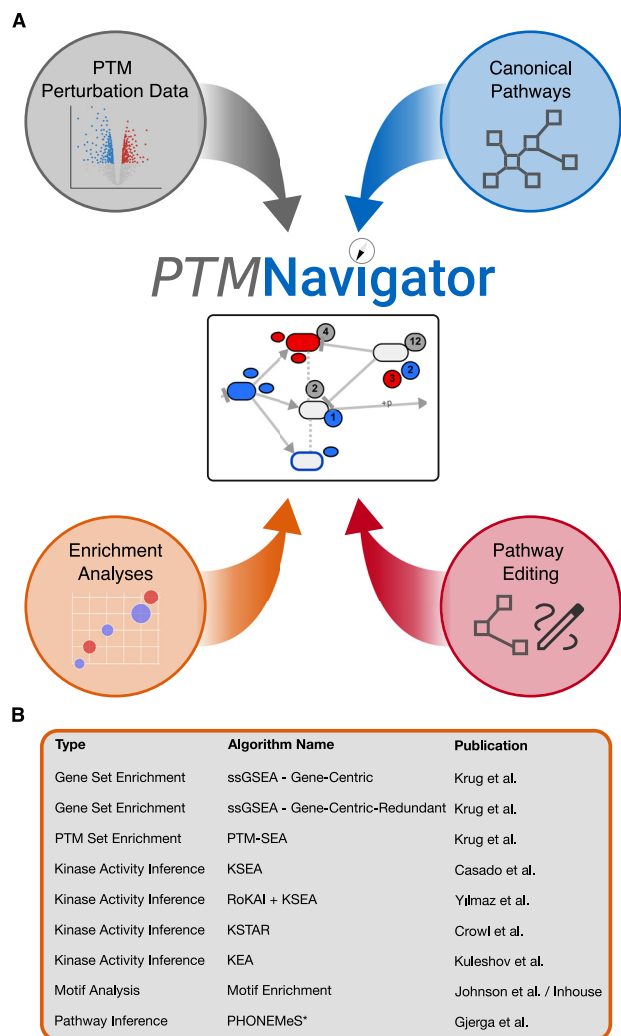 A
PTM
Perturbation Data
Canonical
Pathways
PTMNavigator
4
12
2
3
2
1
+p
Enrichment
Analyses
Pathway
Editing
B
Type Algorithm Name Publication
Gene Set Enrichment ssGSEA - Gene-Centric Krug et al.
Gene Set Enrichment ssGSEA - Gene-Centric-Redundant Krug et al.
PTM Set Enrichment PTM-SEA Krug et al.
Kinase Activity Inference KSEA Casado et al.
Kinase Activity Inference RoKAI + KSEA Yilmaz et al.
Kinase Activity Inference KSTAR Crowl et al.
Kinase Activity Inference KEA Kuleshov et al.
Motif Analysis Motif Enrichment Johnson et al. / Inhouse
Pathway Inference PHONEMeS* Gjerga et al.